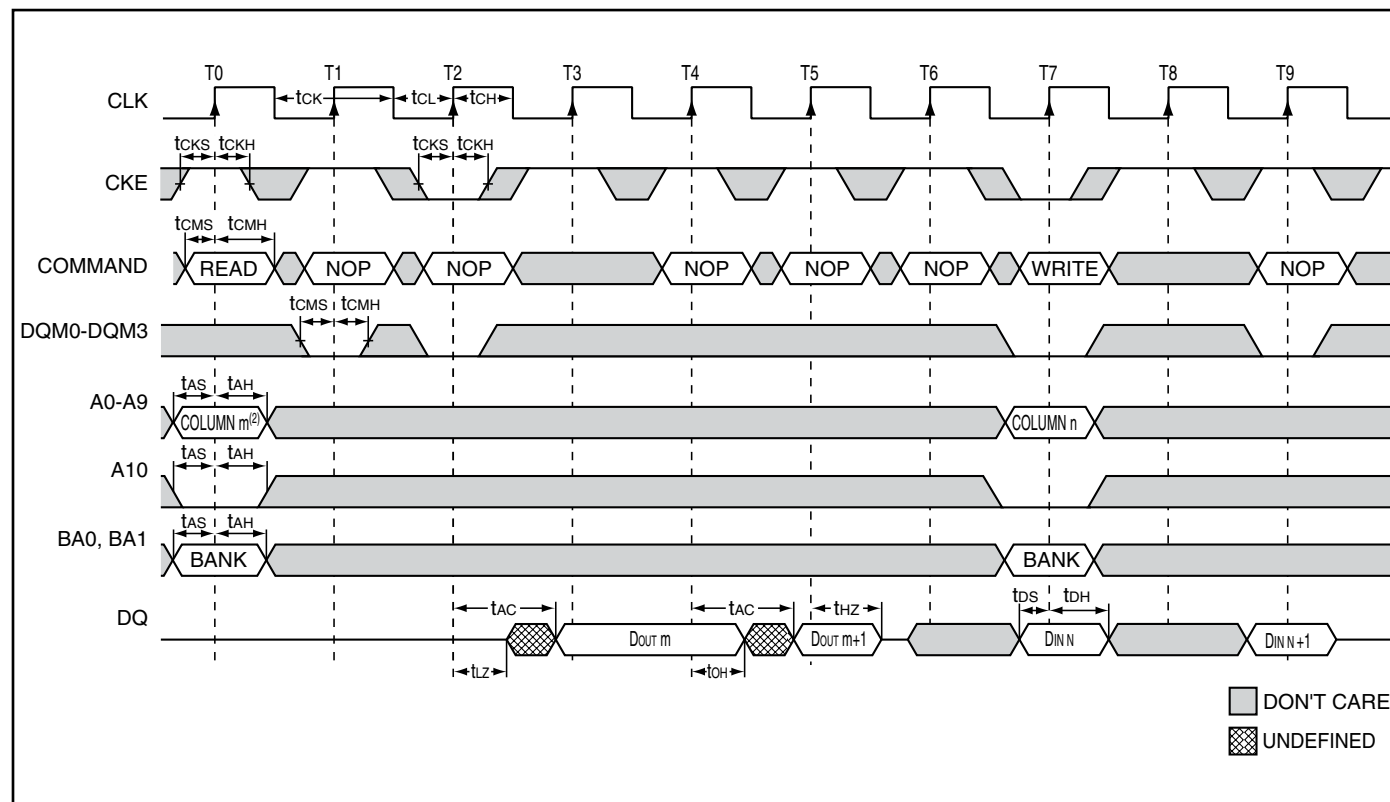 T0 T1 T2 T3 T4 T5 T6 T7 T8 T9
CLK
tCK tCL tCH
tCKS tCKH tCKS tCKH
CKE
tCMS tCMH
COMMAND
READ NOP NOP NOP NOP NOP WRITE NOP
tCMS tCMH
DQM0-DQM3
tAS tAH
A0-A9
COLUMN m(2) COLUMN n
tAS tAH
A10
tAS tAH
BA0, BA1
BANK BANK
tAC tAC tHZ tDS tDH
DQ
DOUT m DOUT m+1 DIN N DIN N+1
tLZ tOH
DON'T CARE
UNDEFINED